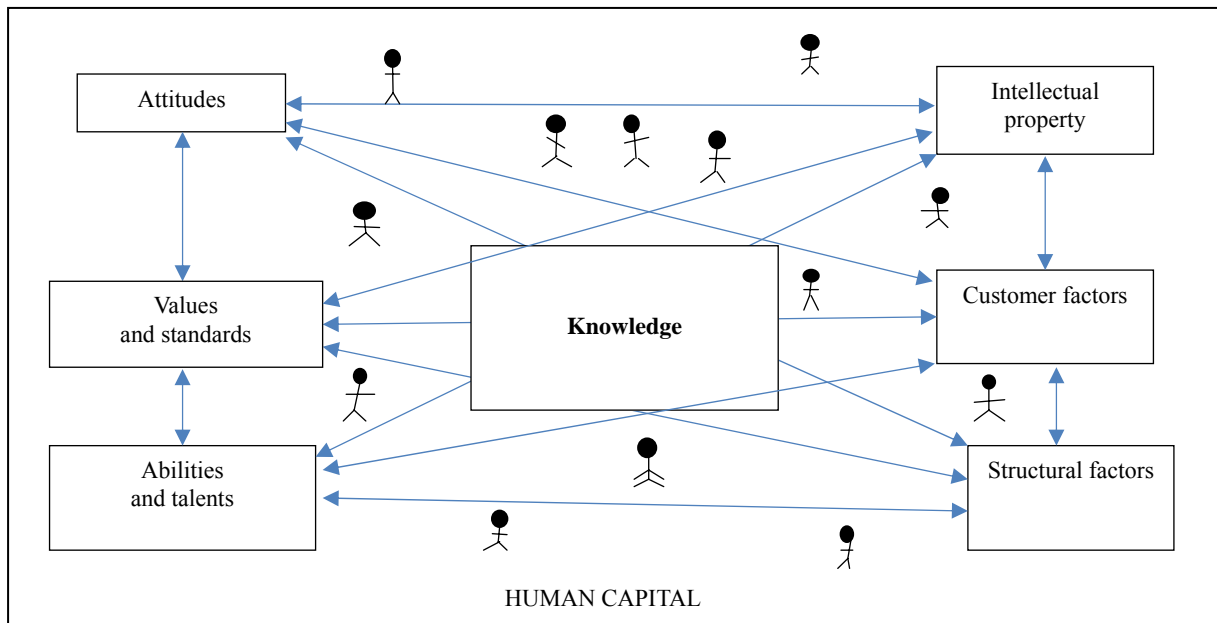 Attitudes
Intellectual
property
Values
and standards
Knowledge
Customer factors
Abilities
and talents
Structural factors
HUMAN CAPITAL